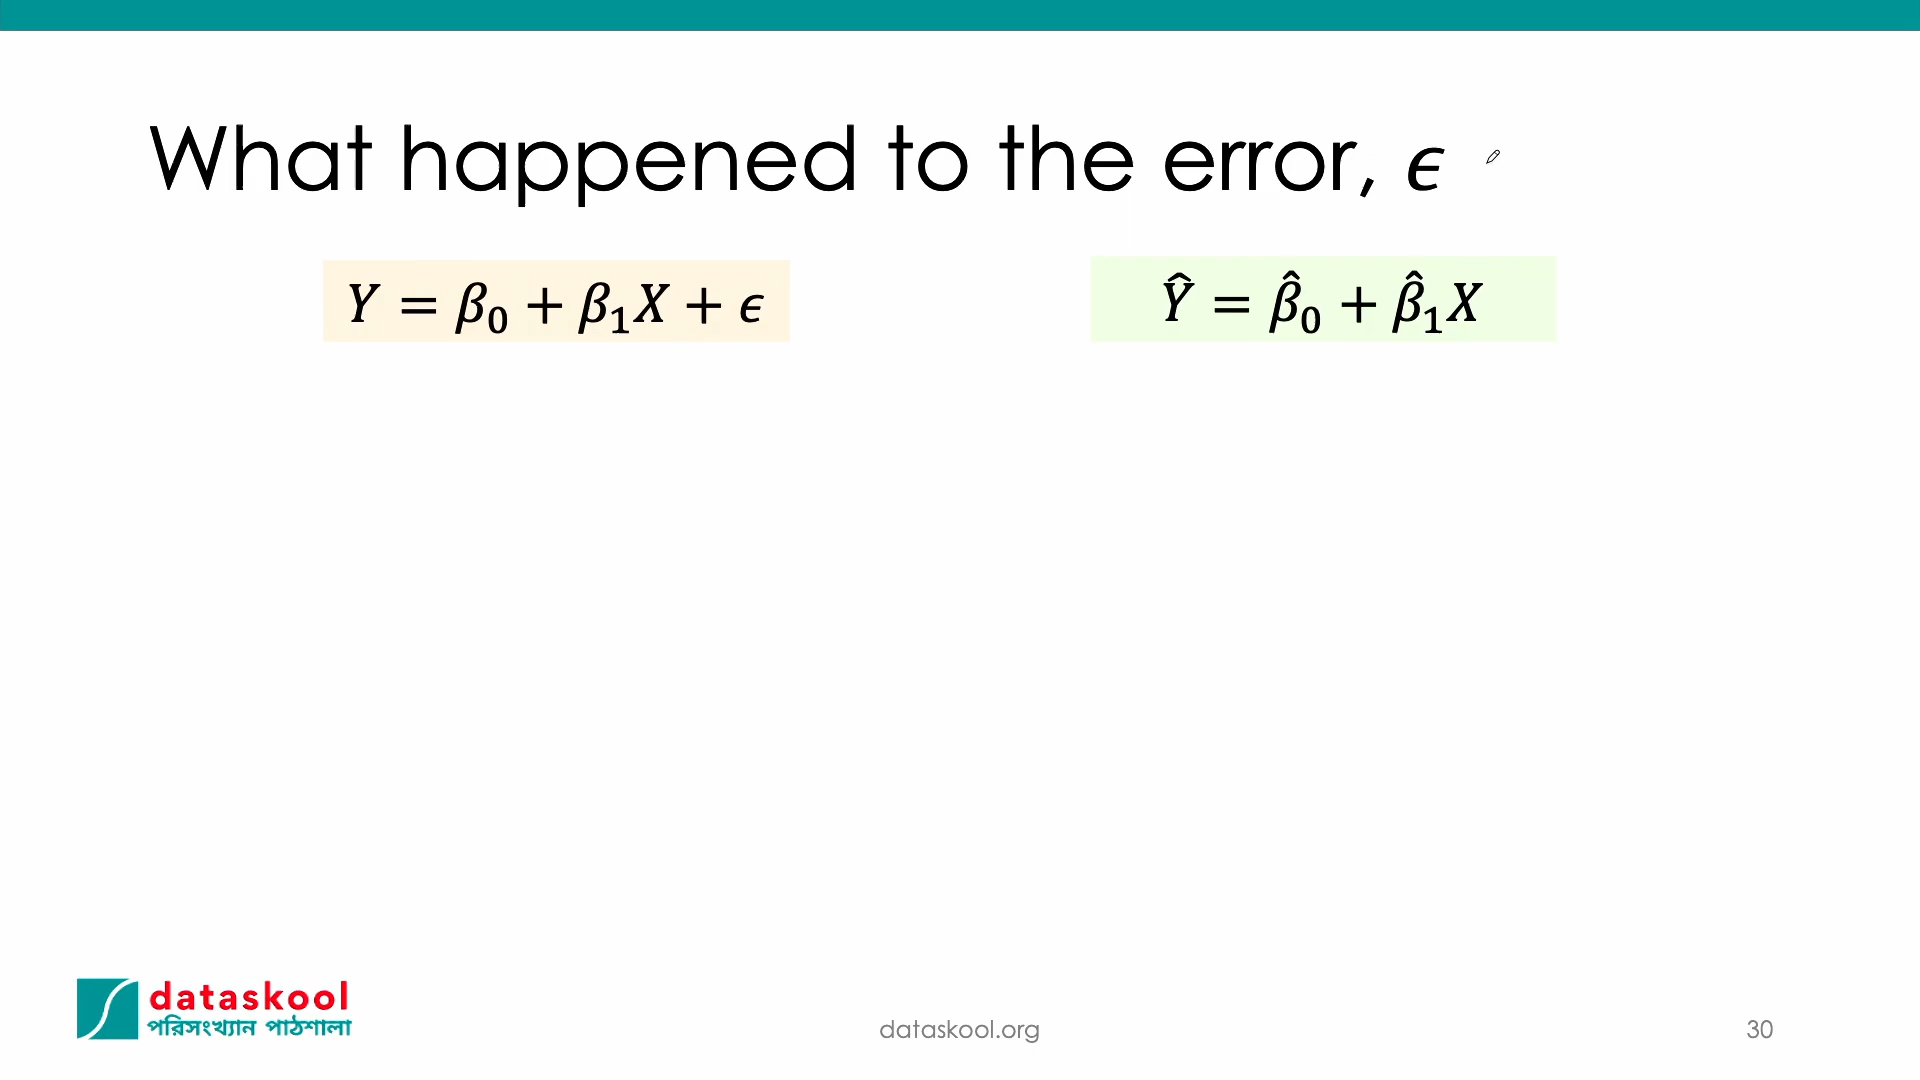 What happened to the error, ϵ
Y = β₀ + β₁X + ϵ
Ŷ = β̂₀ + β̂₁X
dataskool
পরিসংখ্যান পাঠশালা
dataskool.org
30